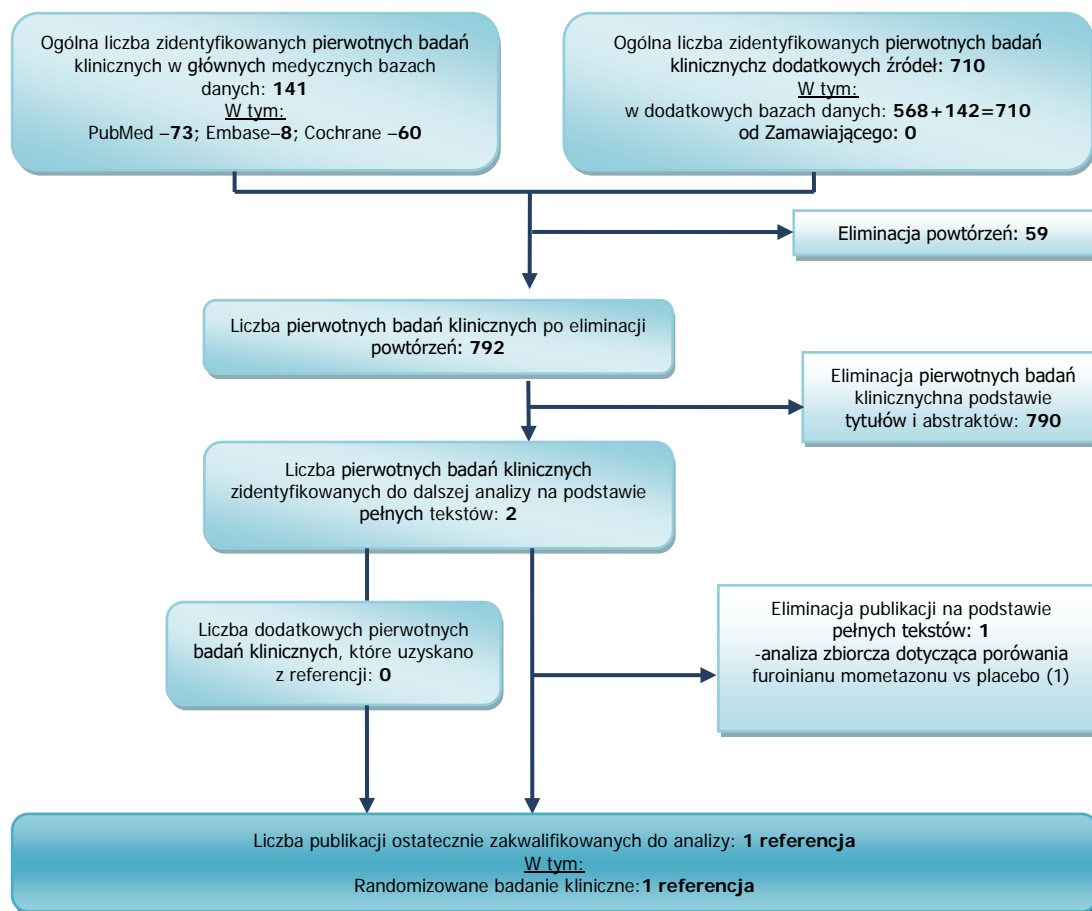 Ogólna liczba zidentyfikowanych pierwotnych badań
klinicznych w głównych medycznych bazach
danych: 141
W tym:
PubMed –73; Embase–8; Cochrane –60
Ogólna liczba zidentyfikowanych pierwotnych badań
klinicznychz dodatkowych źródeł: 710
W tym:
w dodatkowych bazach danych: 568+142=710
od Zamawiającego: 0
Eliminacja powtórzeń: 59
Liczba pierwotnych badań klinicznych po eliminacji
powtórzeń: 792
Eliminacja pierwotnych badań
klinicznychna podstawie
tytułów i abstraktów: 790
Liczba pierwotnych badań klinicznych
zidentyfikowanych do dalszej analizy na podstawie
pełnych tekstów: 2
Liczba dodatkowych pierwotnych
badań klinicznych, które uzyskano
z referencji: 0
Eliminacja publikacji na podstawie
pełnych tekstów: 1
-analiza zbiorcza dotycząca porówania
furoinianu mometazonu vs placebo (1)
Liczba publikacji ostatecznie zakwalifikowanych do analizy: 1 referencja
W tym:
Randomizowane badanie kliniczne: 1 referencja